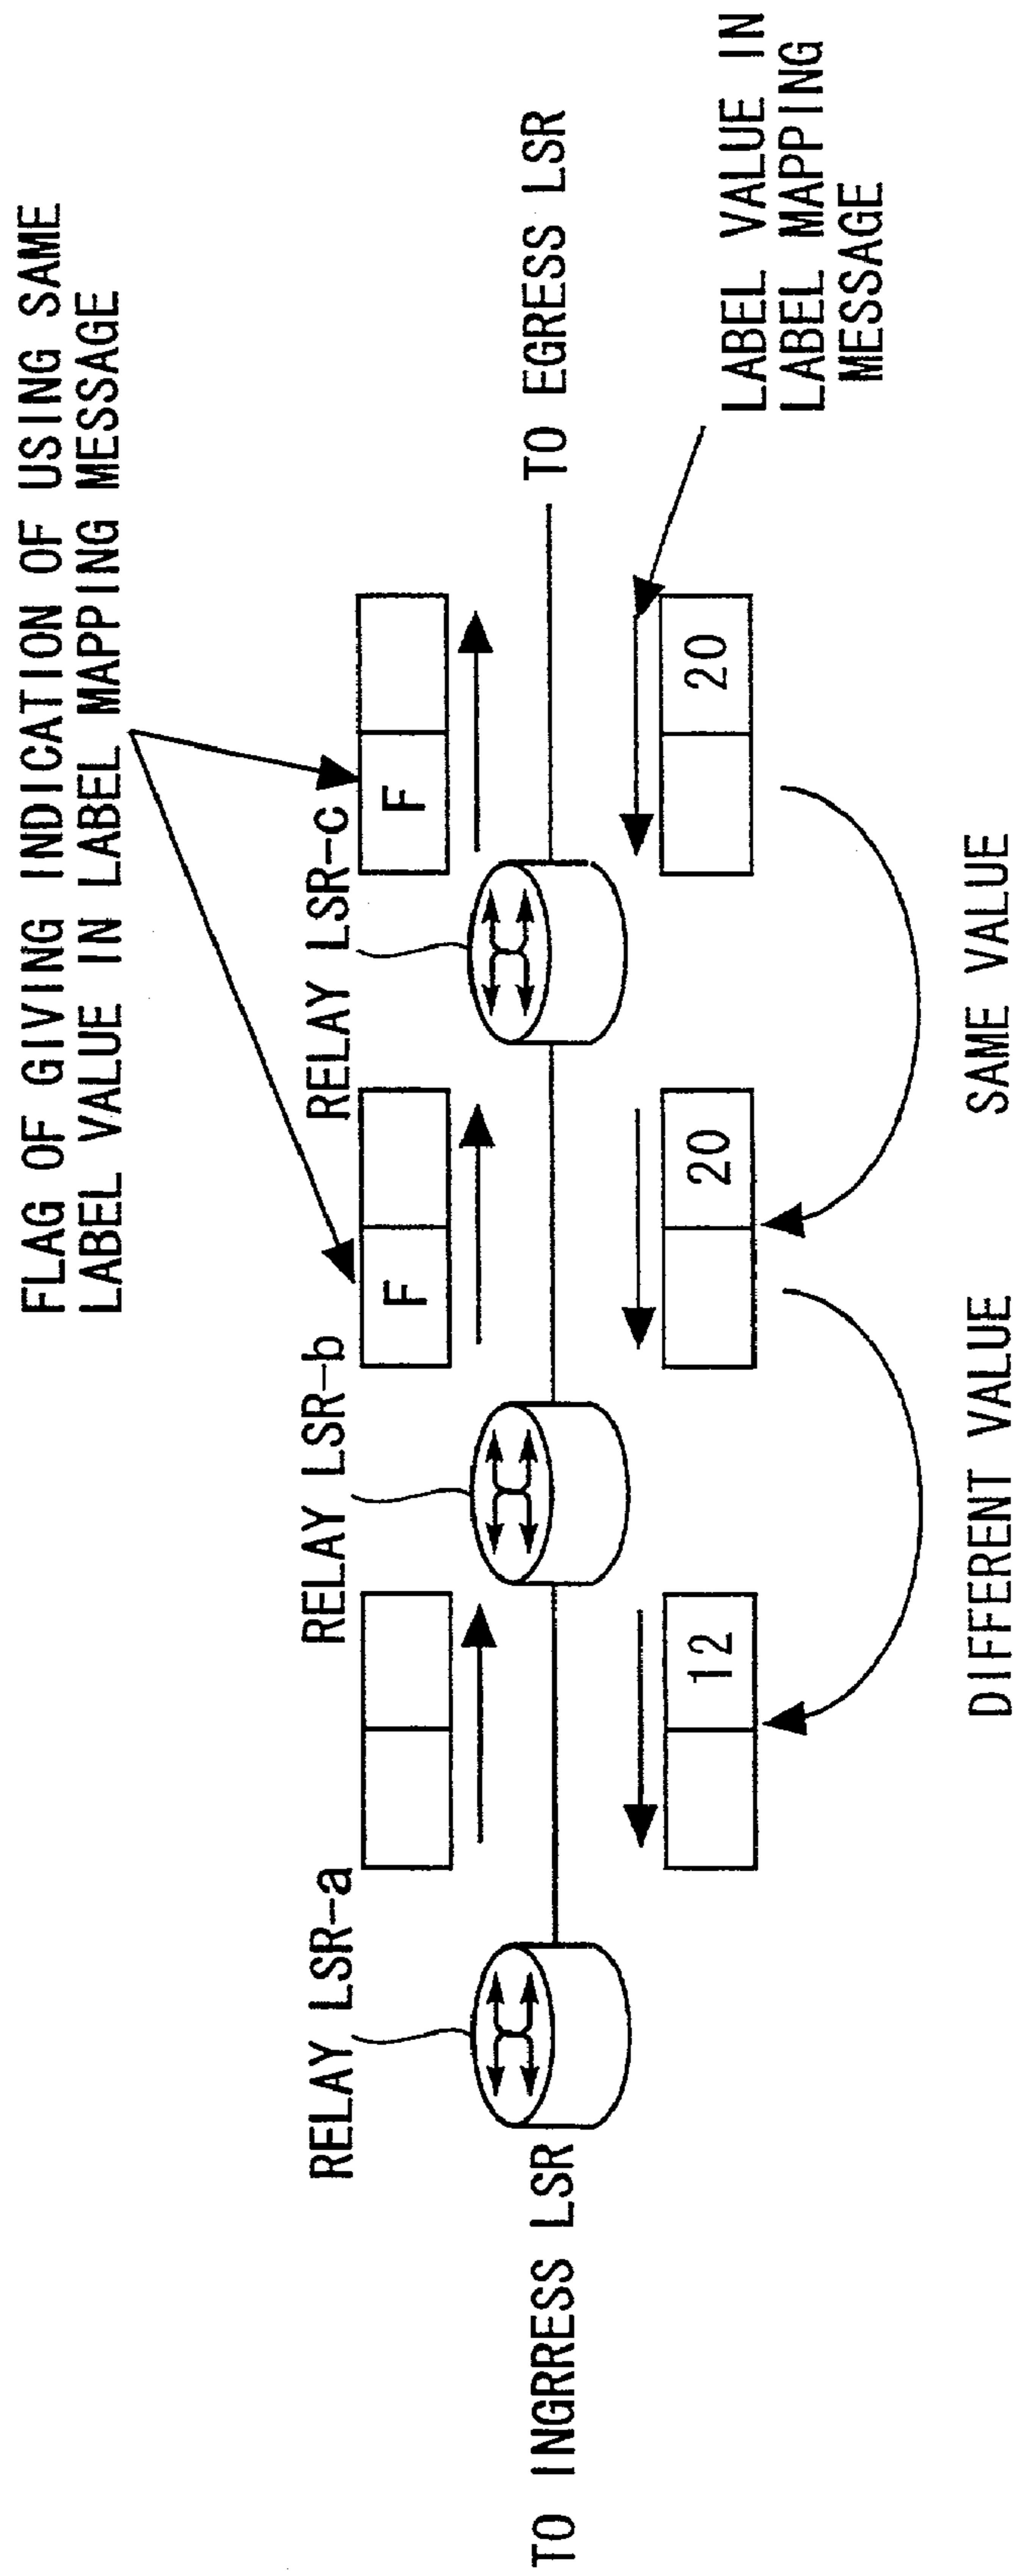 FLAG OF GIVING INDICATION OF USING SAME
LABEL VALUE IN LABEL MAPPING MESSAGE
RELAY LSR-a
RELAY LSR-b
RELAY LSR-c
F
F
TO INGRRESS LSR
TO EGRESS LSR
12
20
20
LABEL VALUE IN
LABEL MAPPING
MESSAGE
DIFFERENT VALUE
SAME VALUE